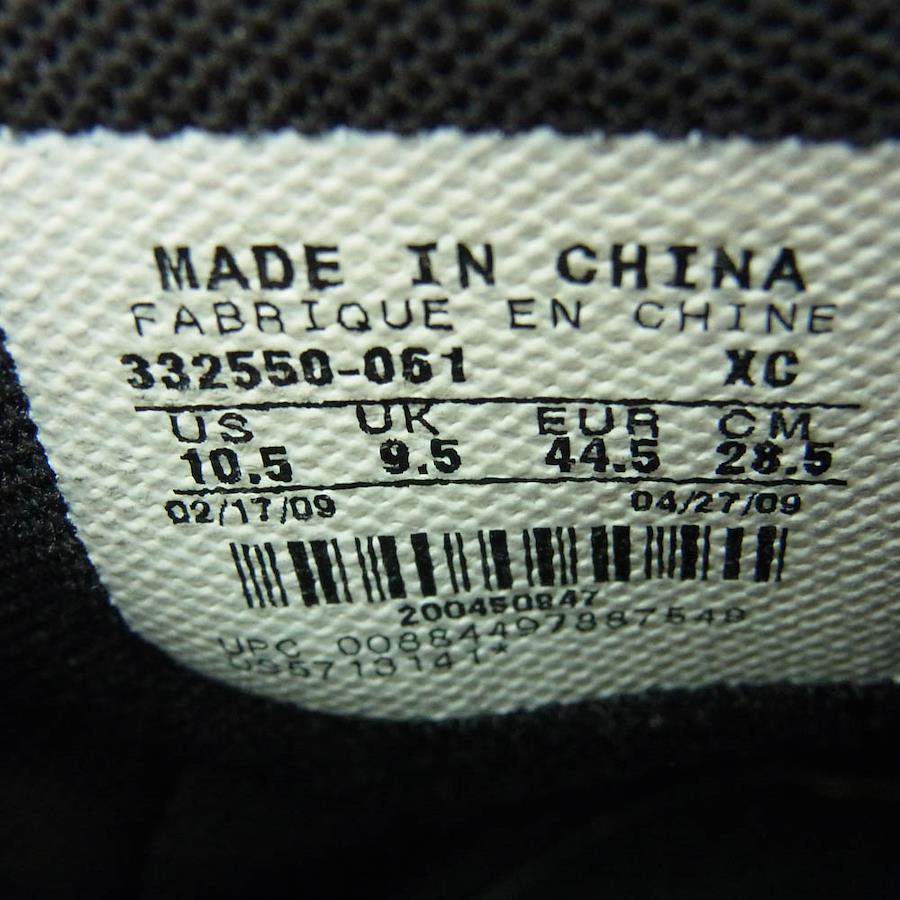 MADE IN CHINA
FABRIQUE EN CHINE
332550-061 XC
US UK EUR CM
10.5 9.5 44.5 28.5
02/17/09 04/27/09
200450847
UPC 00884497887548
US5713141*